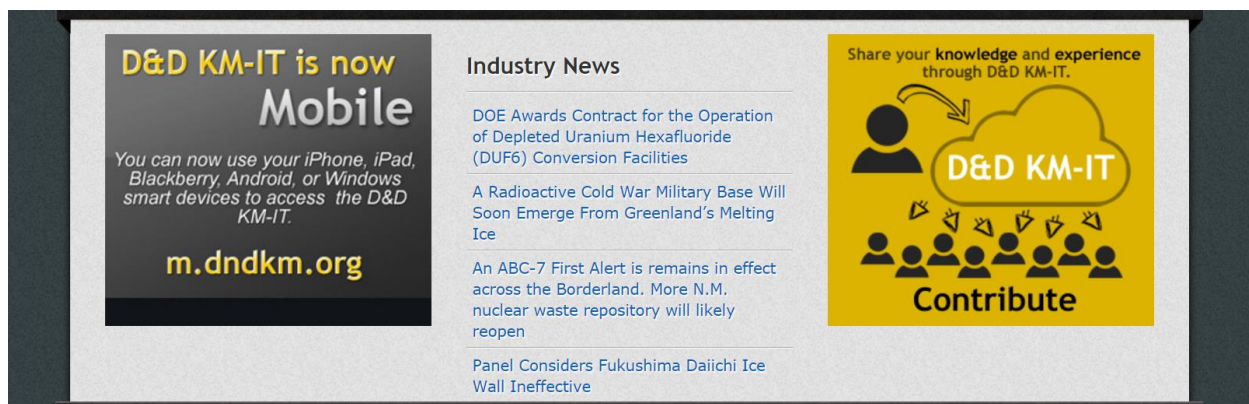 D&D KM-IT is now
Mobile
You can now use your iPhone, iPad,
Blackberry, Android, or Windows
smart devices to access the D&D
KM-IT.
m.dndkm.org
Industry News
DOE Awards Contract for the Operation
of Depleted Uranium Hexafluoride
(DUF6) Conversion Facilities
A Radioactive Cold War Military Base Will
Soon Emerge From Greenland’s Melting
Ice
An ABC-7 First Alert is remains in effect
across the Borderland. More N.M.
nuclear waste repository will likely
reopen
Panel Considers Fukushima Daiichi Ice
Wall Ineffective
Share your knowledge and experience
through D&D KM-IT.
D&D KM-IT
Contribute